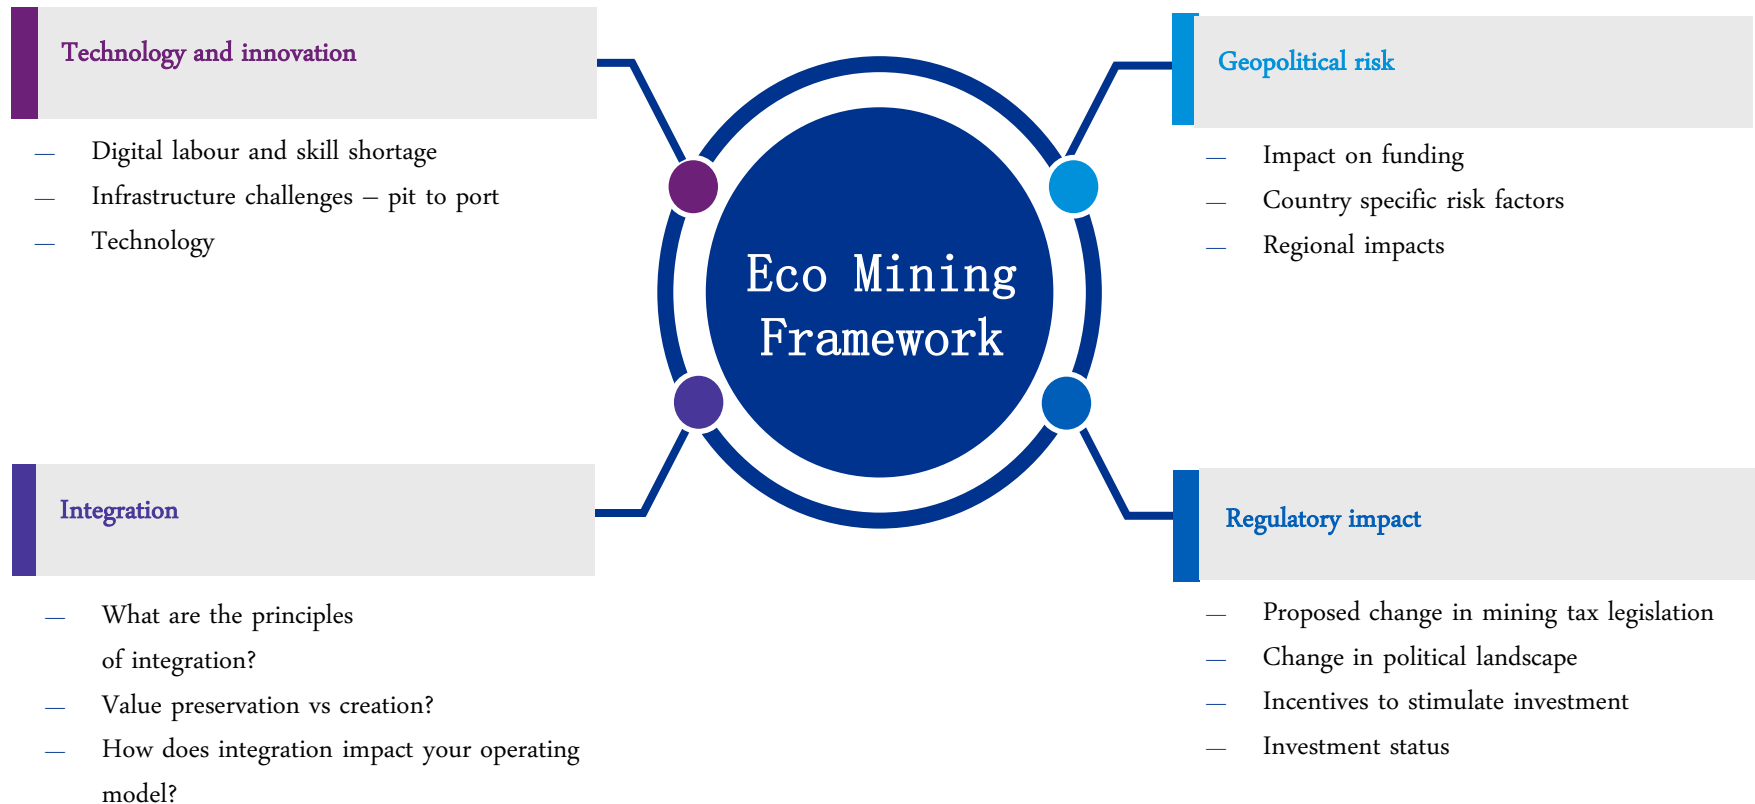 Technology and innovation
— Digital labour and skill shortage
— Infrastructure challenges – pit to port
— Technology
Geopolitical risk
— Impact on funding
— Country specific risk factors
— Regional impacts
Eco Mining
Framework
Integration
— What are the principles
of integration?
— Value preservation vs creation?
— How does integration impact your operating
model?
Regulatory impact
— Proposed change in mining tax legislation
— Change in political landscape
— Incentives to stimulate investment
— Investment status